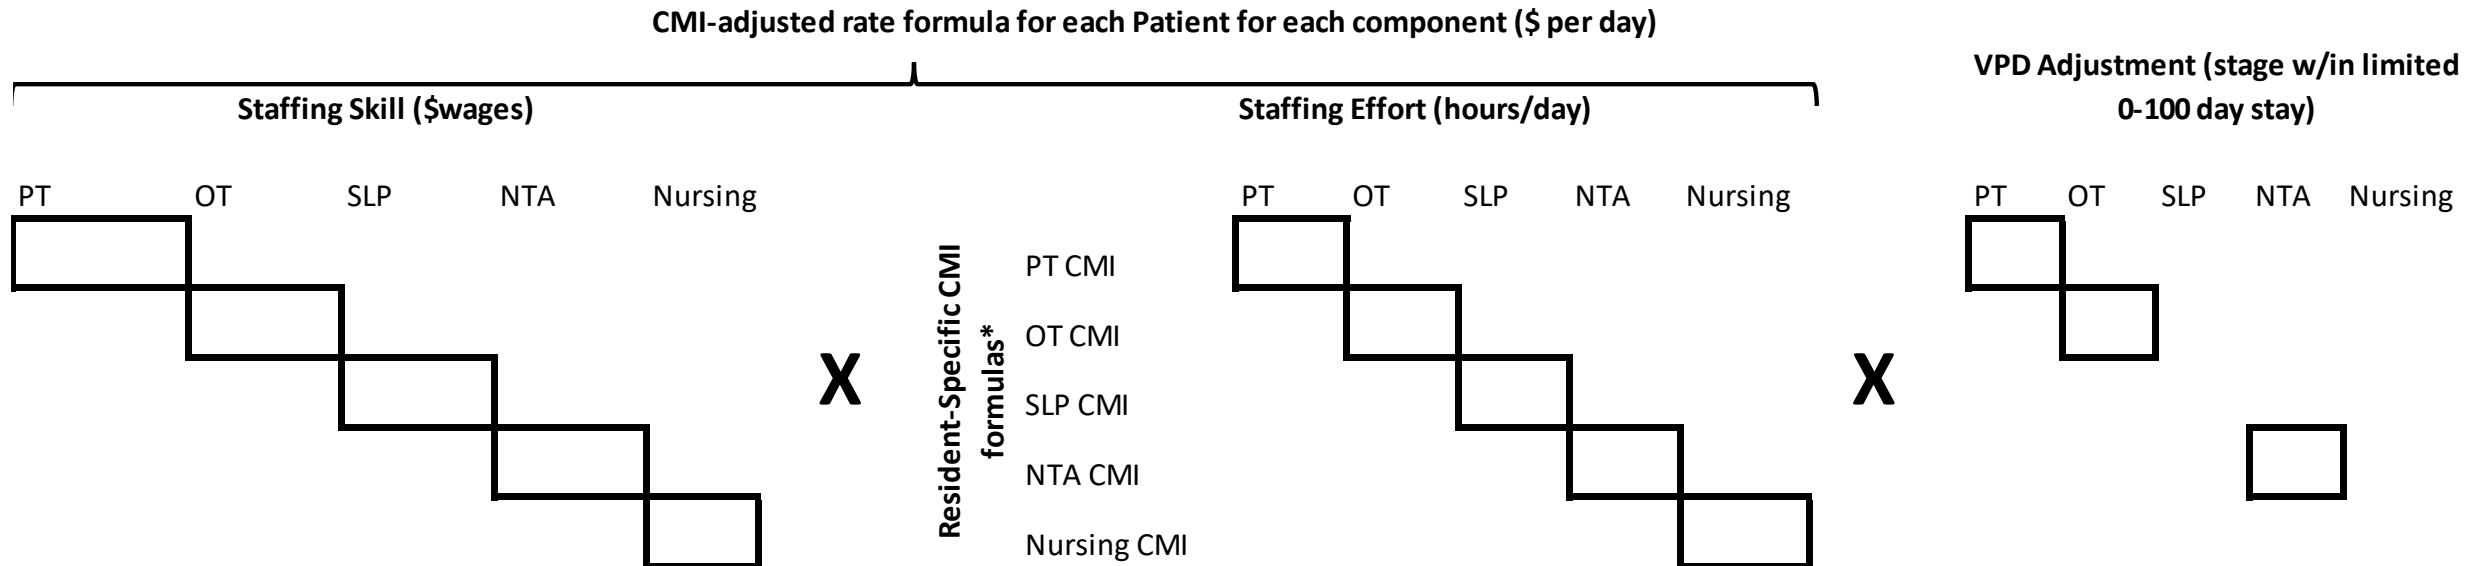 CMI-adjusted rate formula for each Patient for each component ($ per day)
VPD Adjustment (stage w/in limited
0-100 day stay)
Staffing Skill ($wages)
Staffing Effort (hours/day)
PT OT SLP NTA Nursing
PT OT SLP NTA Nursing
PT OT SLP NTA Nursing
X
Resident-Specific CMI
formulas*
PT CMI
OT CMI
SLP CMI
NTA CMI
Nursing CMI
X